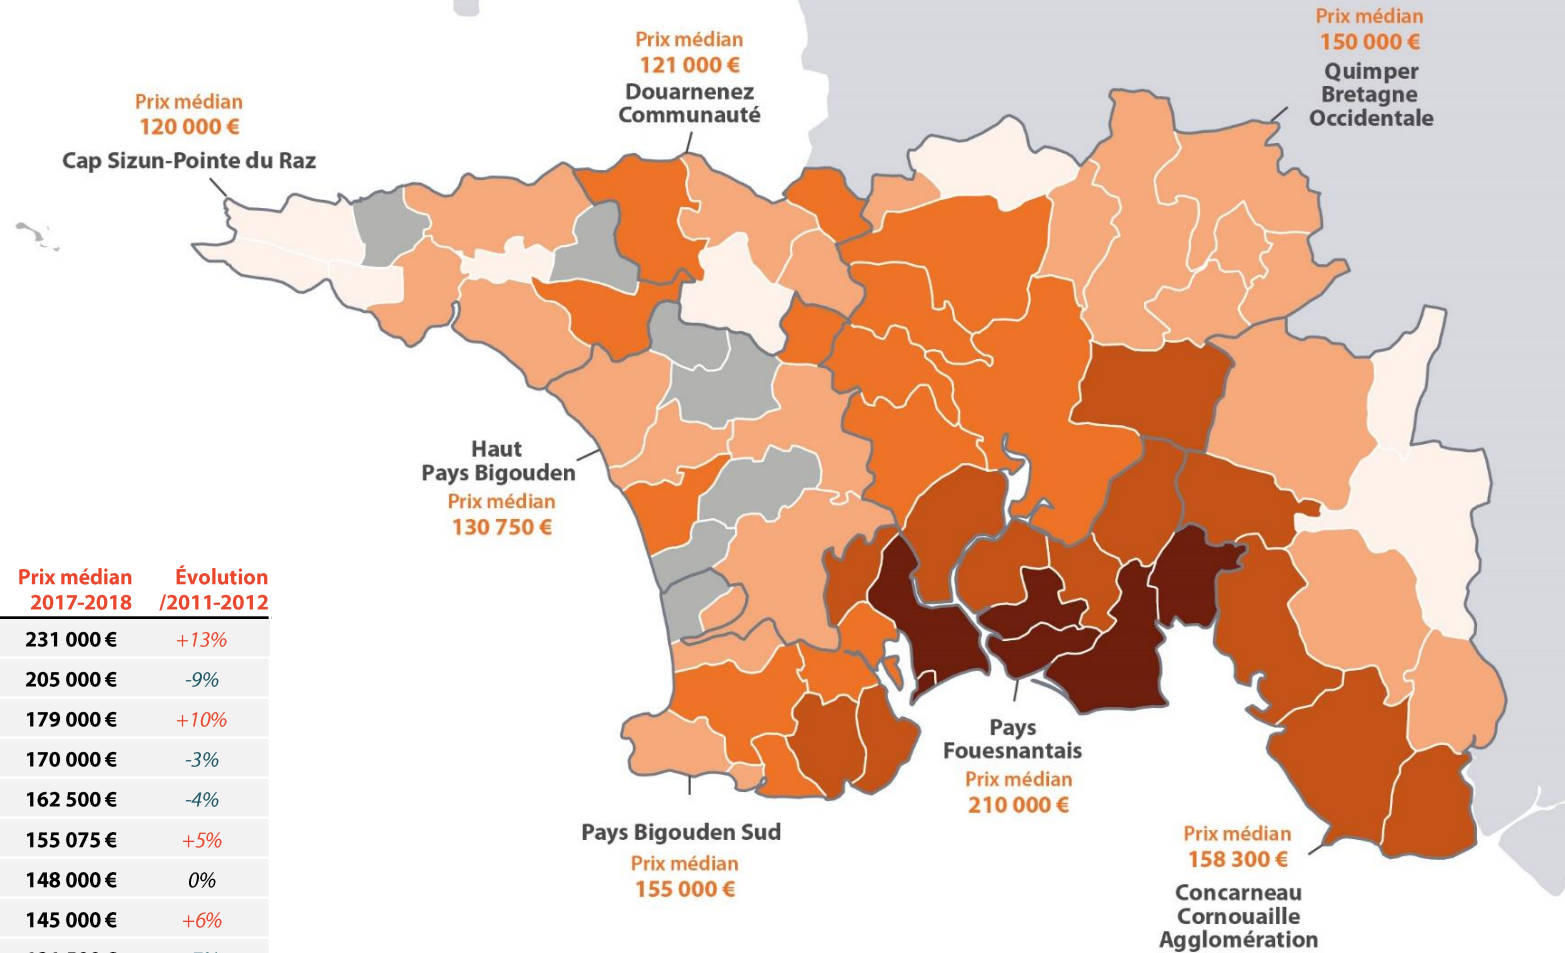 Prix médian
150 000 €
Quimper
Bretagne
Occidentale
Prix médian
121 000 €
Douarnenez
Communauté
Prix médian
120 000 €
Cap Sizun-Pointe du Raz
Haut
Pays Bigouden
Prix médian
130 750 €
Prix médian Évolution
2017-2018 /2011-2012
231 000 € +13%
205 000 € -9%
179 000 € +10%
170 000 € -3%
162 500 € -4%
155 075 € +5%
148 000 € 0%
145 000 € +6%
Pays
Fouesnantais
Prix médian
210 000 €
Pays Bigouden Sud
Prix médian
155 000 €
Prix médian
158 300 €
Concarneau
Cornouaille
Agglomération